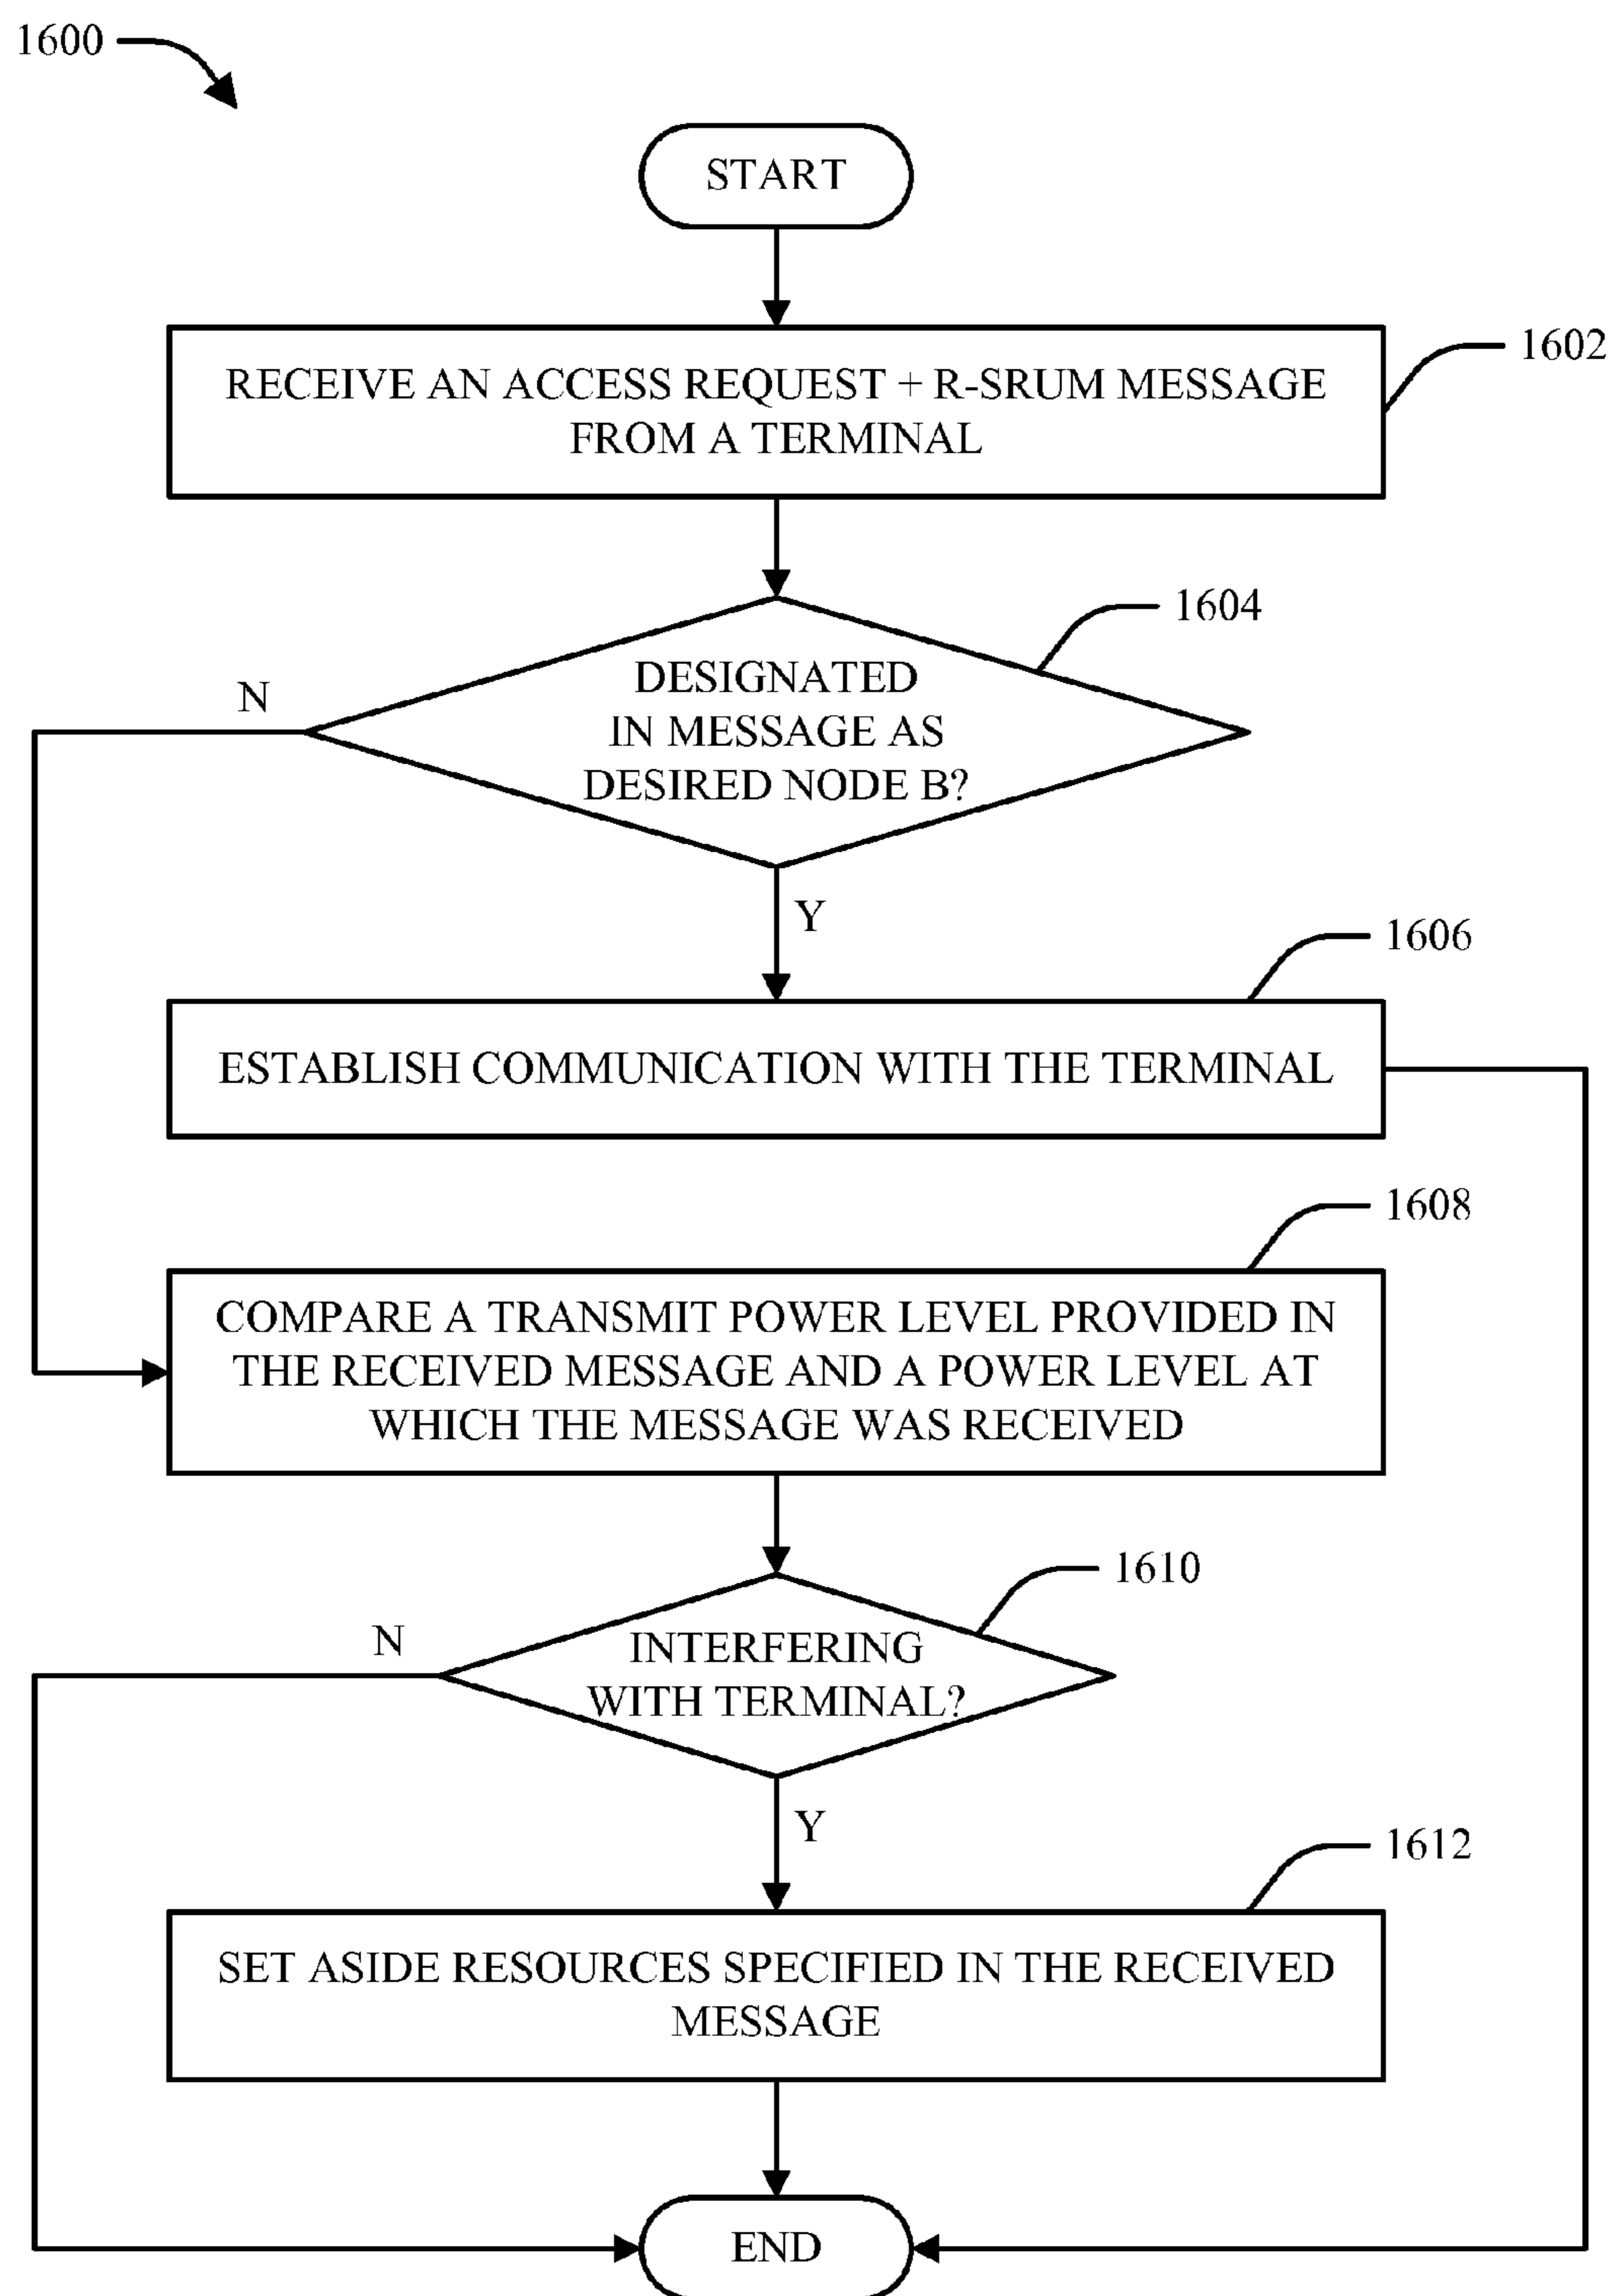 1600
START
RECEIVE AN ACCESS REQUEST + R-SRUM MESSAGE
FROM A TERMINAL
1602
1604
DESIGNATED
IN MESSAGE AS
DESIRED NODE B?
N
Y
1606
ESTABLISH COMMUNICATION WITH THE TERMINAL
1608
COMPARE A TRANSMIT POWER LEVEL PROVIDED IN
THE RECEIVED MESSAGE AND A POWER LEVEL AT
WHICH THE MESSAGE WAS RECEIVED
1610
INTERFERING
WITH TERMINAL?
N
Y
1612
SET ASIDE RESOURCES SPECIFIED IN THE RECEIVED
MESSAGE
END